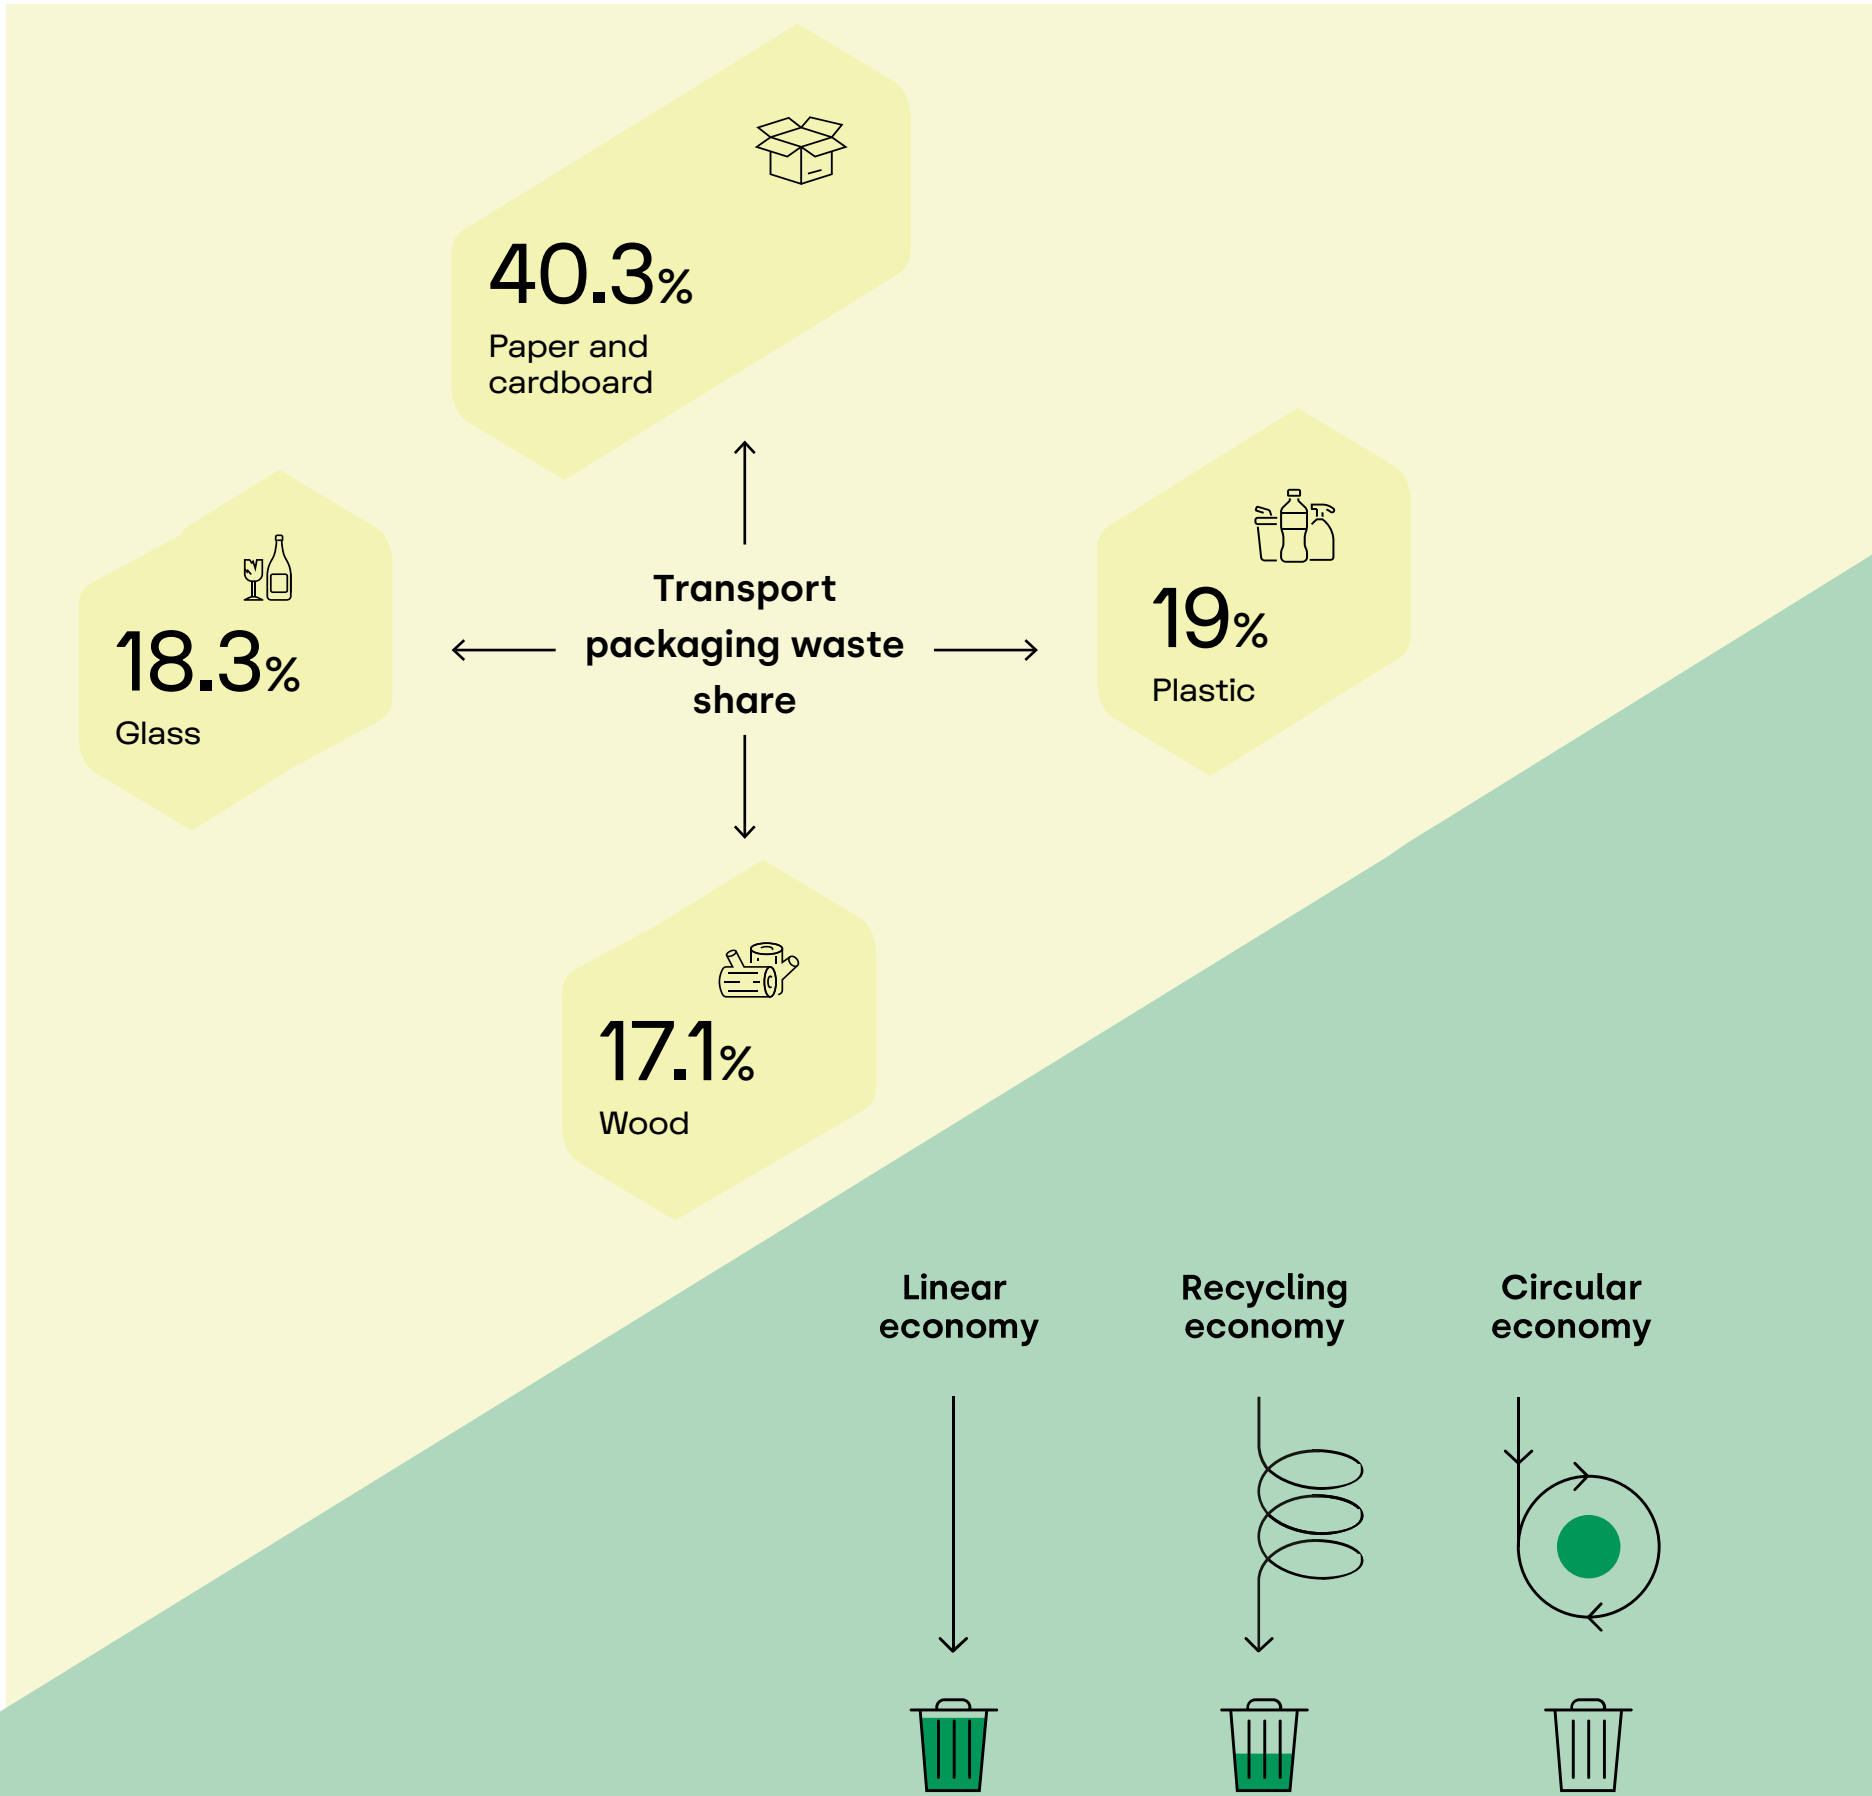 40.3%
Paper and
cardboard
19%
Plastic
18.3%
Glass
Transport
packaging waste
share
17.1%
Wood
Linear
economy
Recycling
economy
Circular
economy